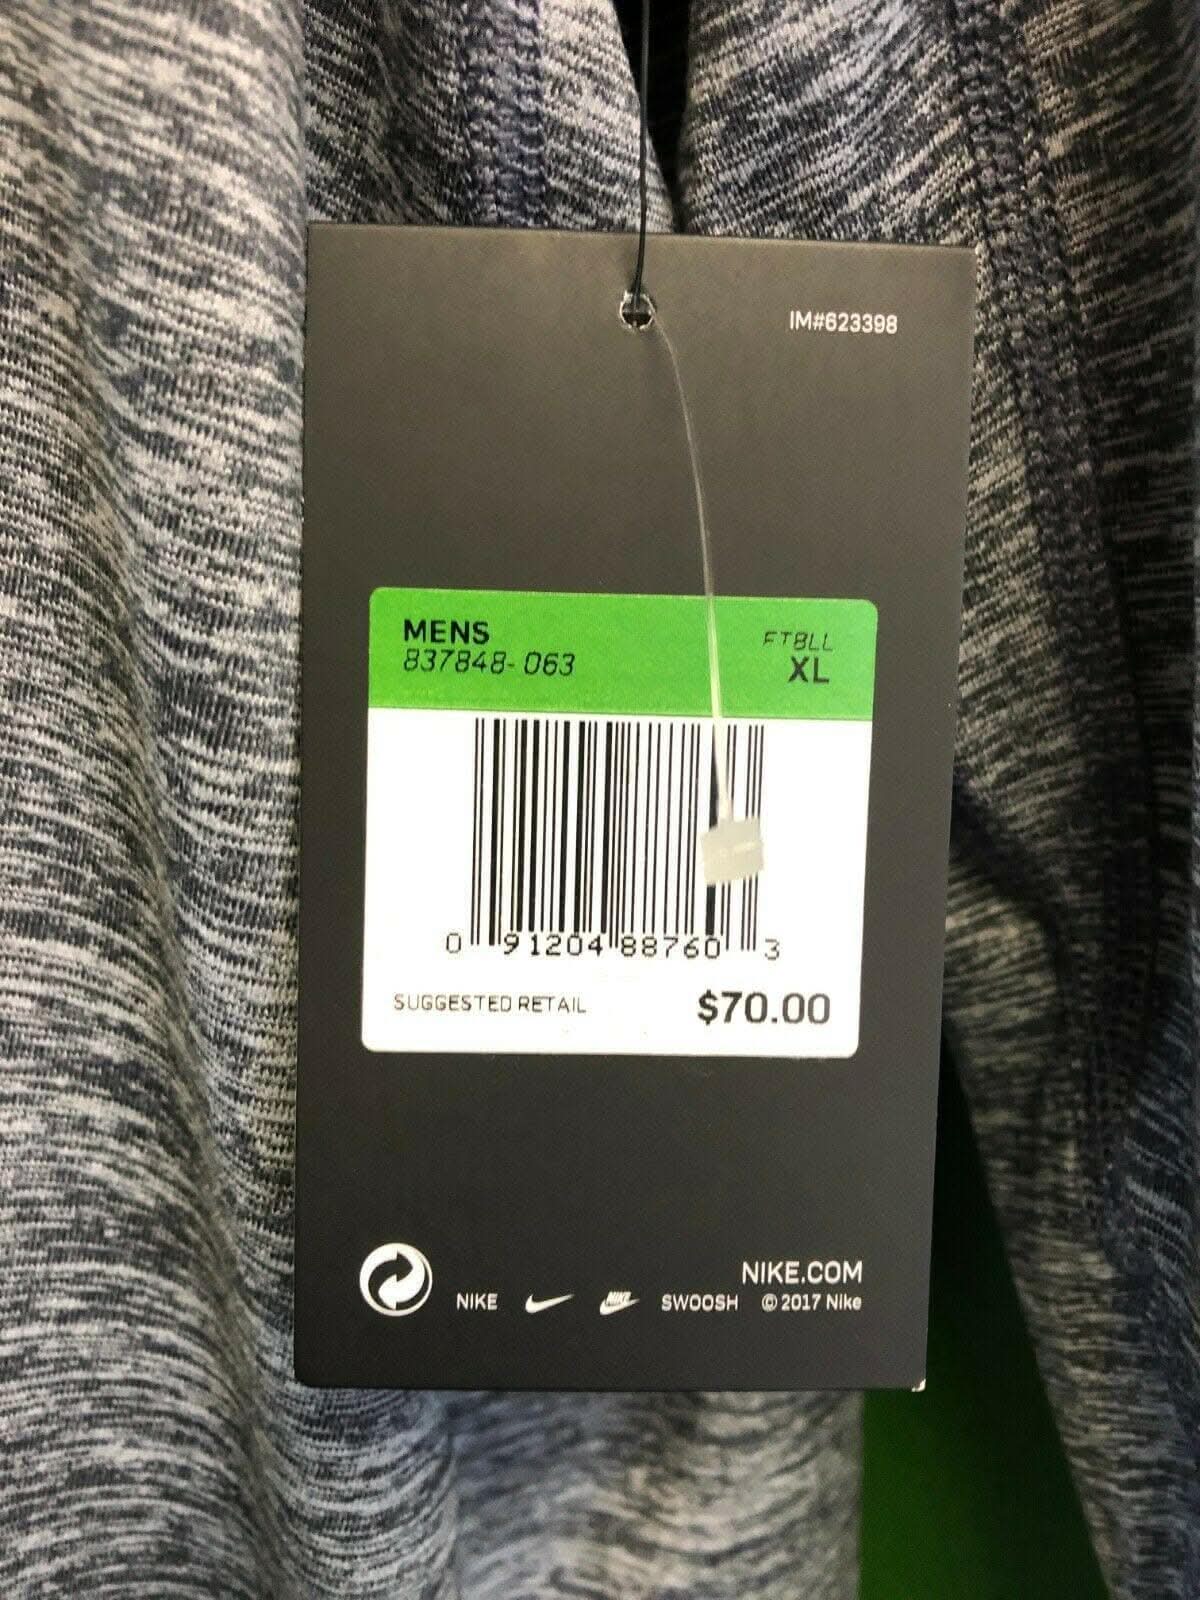 IM#623398
MENS FTBLL
837848-063 XL
0 91204 88760 3
SUGGESTED RETAIL $70.00
NIKE.COM
NIKE NIKE SWOOSH © 2017 Nike